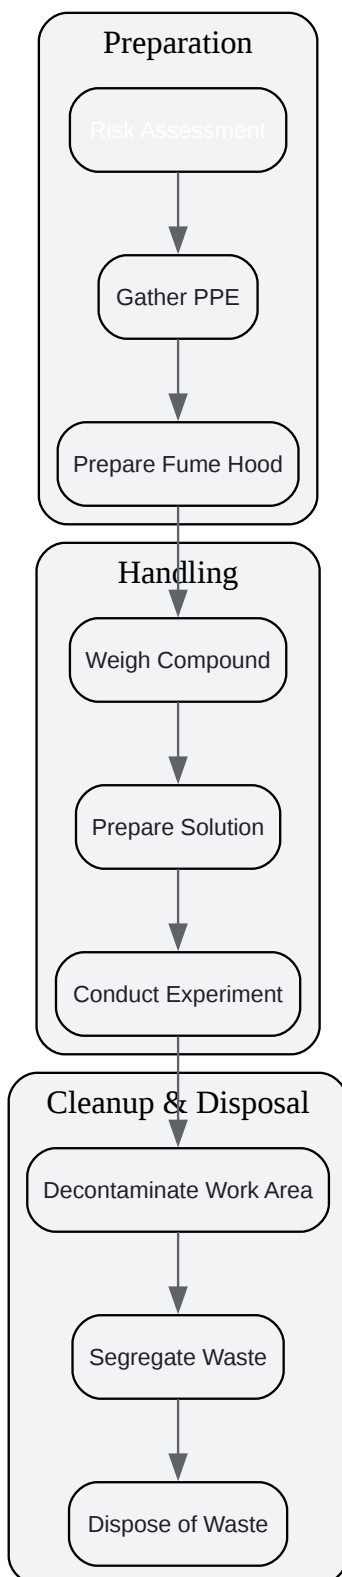 Preparation
Risk Assessment
Gather PPE
Prepare Fume Hood
Handling
Weigh Compound
Prepare Solution
Conduct Experiment
Cleanup & Disposal
Decontaminate Work Area
Segregate Waste
Dispose of Waste